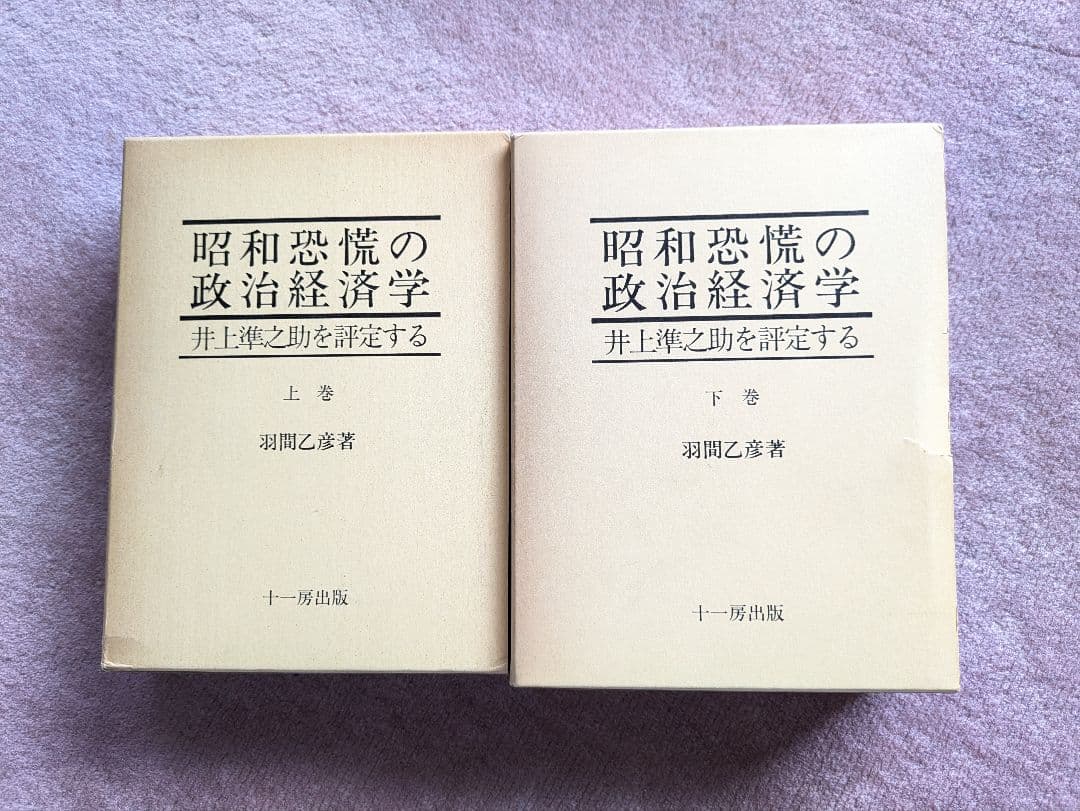 昭和恐慌の
政治経済学
井上準之助を評定する
上巻
羽間乙彦著
十一房出版
昭和恐慌の
政治経済学
井上準之助を評定する
下巻
羽間乙彦著
十一房出版